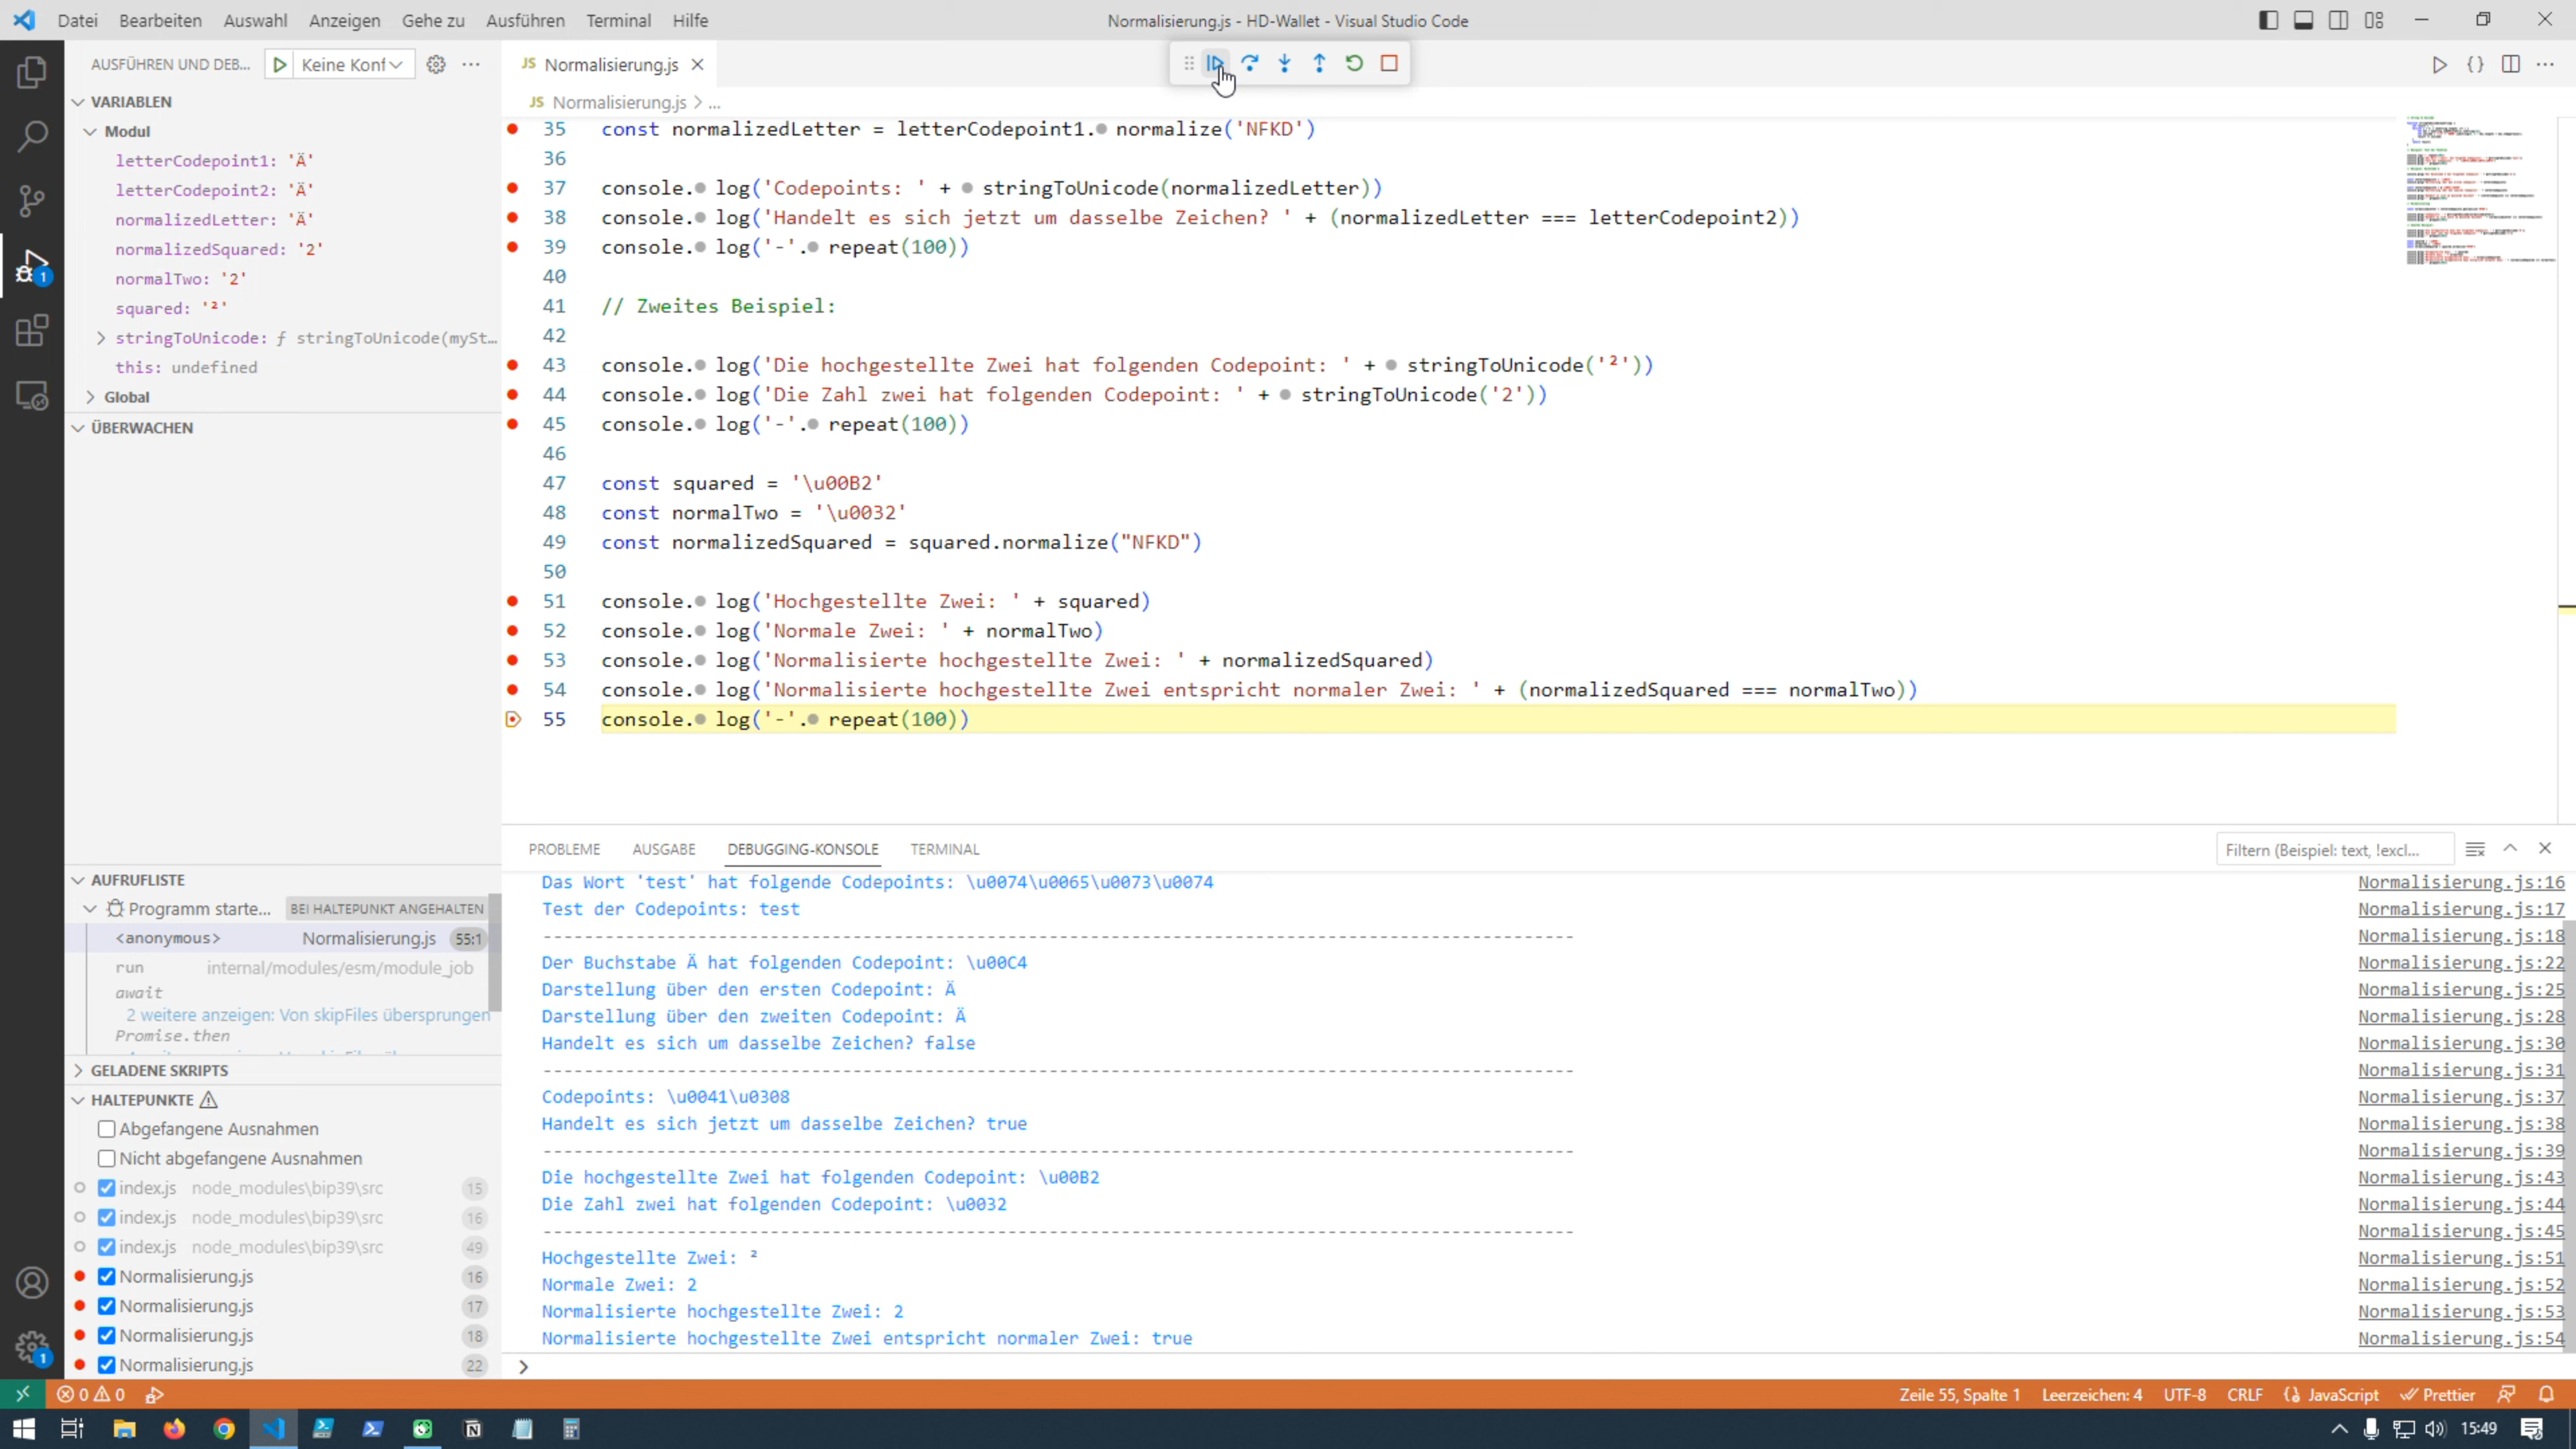 Datei Bearbeiten Auswahl Anzeigen Gehe zu Ausführen Terminal Hilfe
Normalisierung.js - HD-Wallet - Visual Studio Code
AUSFÜHREN UND DEB... Keine Konf
JS Normalisierung.js
JS Normalisierung.js > ...
VARIABLEN
Modul
letterCodepoint1: 'Ä'
letterCodepoint2: 'Ä'
normalizedLetter: 'Ä'
normalizedSquared: '2'
normalTwo: '2'
squared: '²'
stringToUnicode: ƒ stringToUnicode(mySt...
this: undefined
Global
ÜBERWACHEN
35 const normalizedLetter = letterCodepoint1. normalize('NFKD')
36
37 console. log('Codepoints: ' + stringToUnicode(normalizedLetter))
38 console. log('Handelt es sich jetzt um dasselbe Zeichen? ' + (normalizedLetter === letterCodepoint2))
39 console. log('-'. repeat(100))
40
41 // Zweites Beispiel:
42
43 console. log('Die hochgestellte Zwei hat folgenden Codepoint: ' + stringToUnicode('²'))
44 console. log('Die Zahl zwei hat folgenden Codepoint: ' + stringToUnicode('2'))
45 console. log('-'. repeat(100))
46
47 const squared = '\u00B2'
48 const normalTwo = '\u0032'
49 const normalizedSquared = squared.normalize("NFKD")
50
51 console. log('Hochgestellte Zwei: ' + squared)
52 console. log('Normale Zwei: ' + normalTwo)
53 console. log('Normalisierte hochgestellte Zwei: ' + normalizedSquared)
54 console. log('Normalisierte hochgestellte Zwei entspricht normaler Zwei: ' + (normalizedSquared === normalTwo))
55 console. log('-'. repeat(100))
AUFRUFLISTE
Programm starte... BEI HALTEPUNKT ANGEHALTEN
<anonymous> Normalisierung.js 55:1
run internal/modules/esm/module_job
await
2 weitere anzeigen: Von skipFiles übersprungen
Promise.then
GELADENE SKRIPTS
HALTEPUNKTE
Abgefangene Ausnahmen
Nicht abgefangene Ausnahmen
index.js node_modules\bip39\src 15
index.js node_modules\bip39\src 16
index.js node_modules\bip39\src 49
Normalisierung.js 16
Normalisierung.js 17
Normalisierung.js 18
Normalisierung.js 22
PROBLEME AUSGABE DEBUGGING-KONSOLE TERMINAL
Filtern (Beispiel: text, !excl...
Das Wort 'test' hat folgende Codepoints: \u0074\u0065\u0073\u0074 Normalisierung.js:16
Test der Codepoints: test Normalisierung.js:17
---------------------------------------------------------------------------------------------------- Normalisierung.js:18
Der Buchstabe Ä hat folgenden Codepoint: \u00C4 Normalisierung.js:22
Darstellung über den ersten Codepoint: Ä Normalisierung.js:25
Darstellung über den zweiten Codepoint: Ä Normalisierung.js:28
Handelt es sich um dasselbe Zeichen? false Normalisierung.js:30
---------------------------------------------------------------------------------------------------- Normalisierung.js:31
Codepoints: \u0041\u0308 Normalisierung.js:37
Handelt es sich jetzt um dasselbe Zeichen? true Normalisierung.js:38
---------------------------------------------------------------------------------------------------- Normalisierung.js:39
Die hochgestellte Zwei hat folgenden Codepoint: \u00B2 Normalisierung.js:43
Die Zahl zwei hat folgenden Codepoint: \u0032 Normalisierung.js:44
---------------------------------------------------------------------------------------------------- Normalisierung.js:45
Hochgestellte Zwei: ² Normalisierung.js:51
Normale Zwei: 2 Normalisierung.js:52
Normalisierte hochgestellte Zwei: 2 Normalisierung.js:53
Normalisierte hochgestellte Zwei entspricht normaler Zwei: true Normalisierung.js:54
0 0 Zeile 55, Spalte 1 Leerzeichen: 4 UTF-8 CRLF JavaScript Prettier
15:49